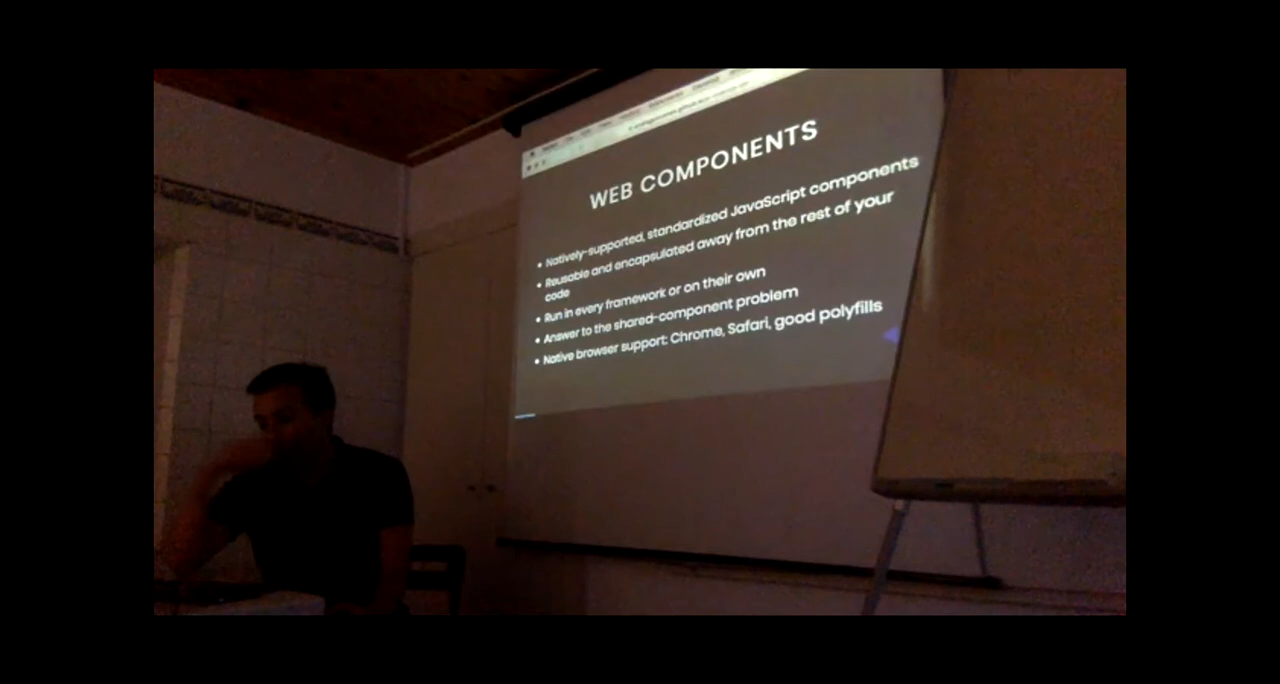 WEB COMPONENTS
• Natively-supported, standardized JavaScript components
• Reusable and encapsulated away from the rest of your
code
• Run in every framework or on their own
• Answer to the shared-component problem
• Native browser support: Chrome, Safari, good polyfills